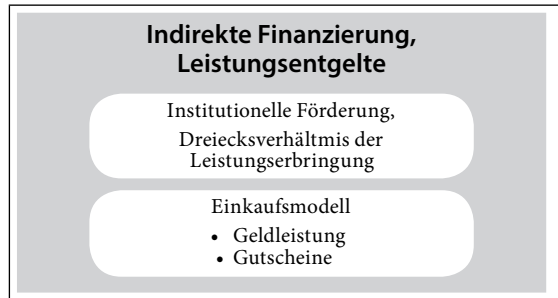 Indirekte Finanzierung,
Leistungsentgelte
Institutionelle Förderung,
Dreiecksverhältmis der
Leistungserbringung
Einkaufsmodell
• Geldleistung
• Gutscheine